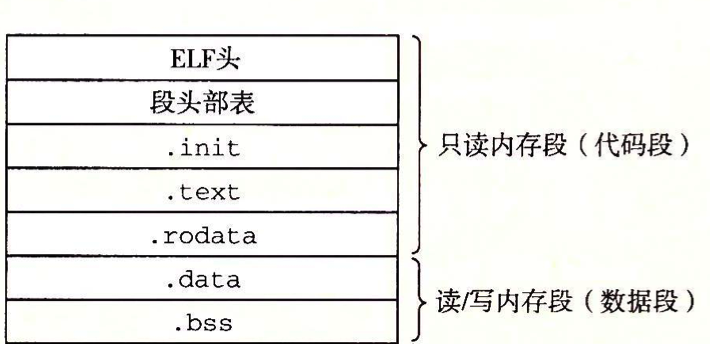 ELF头
段头部表
.init
.text
.rodata
只读内存段（代码段）
.data
.bss
读/写内存段（数据段）